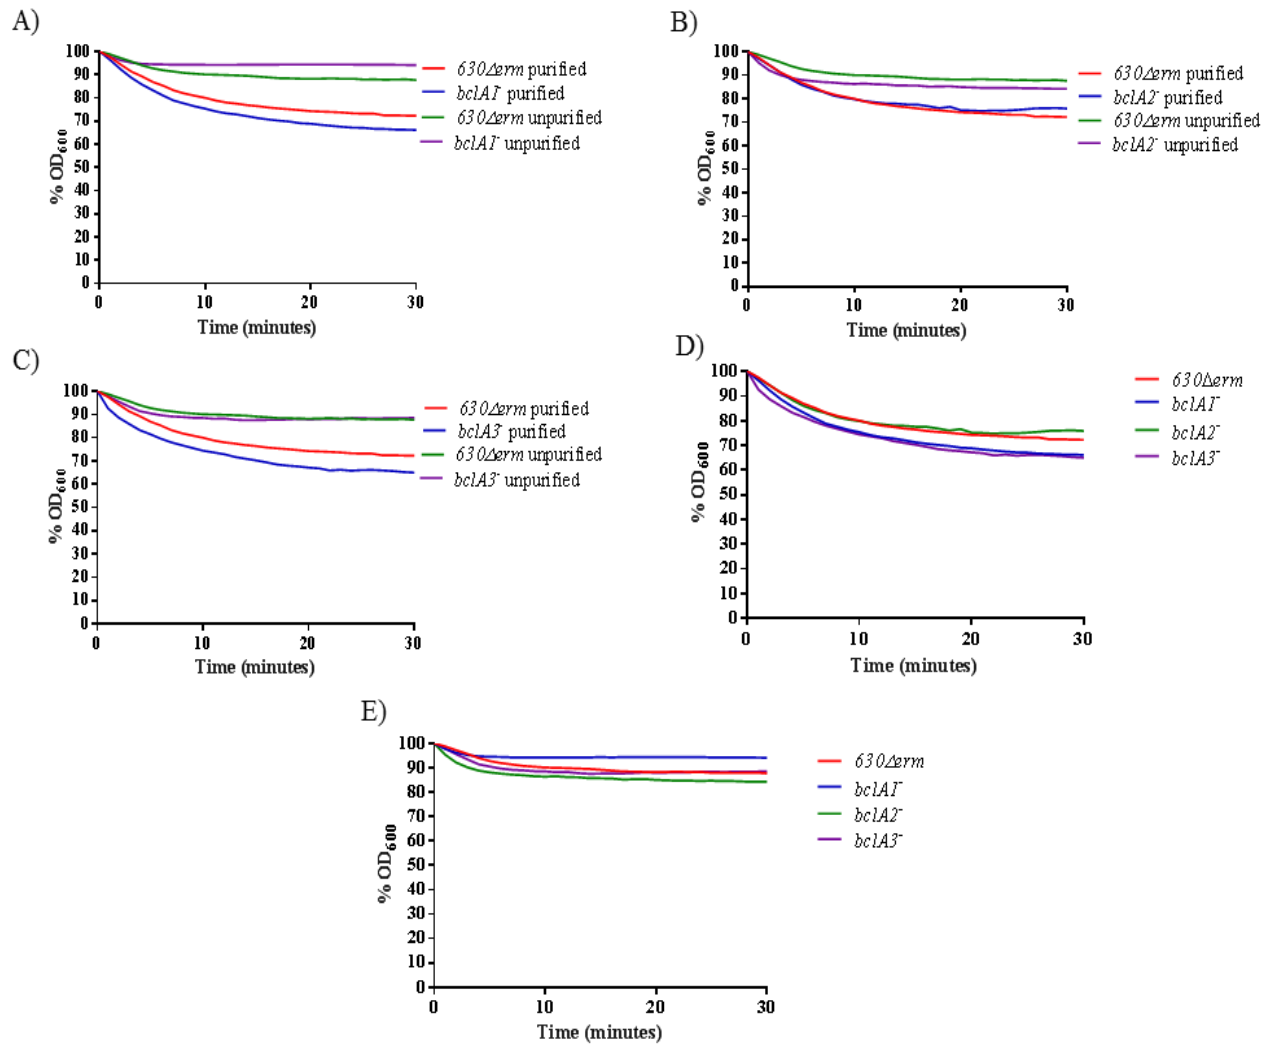 A)
100
90
80
70
60
50
40
30
20
10
0
% OD600
0 10 20 30
Time (minutes)
630Δerm purified
bclA1- purified
630Δerm unpurified
bclA1- unpurified
B)
100
90
80
70
60
50
40
30
20
10
0
% OD600
0 10 20 30
Time (minutes)
630Δerm purified
bclA2- purified
630Δerm unpurified
bclA2- unpurified
C)
100
90
80
70
60
50
40
30
20
10
0
% OD600
0 10 20 30
Time (minutes)
630Δerm purified
bclA3- purified
630Δerm unpurified
bclA3- unpurified
D)
100
90
80
70
60
50
40
30
20
10
0
% OD600
0 10 20 30
Time (minutes)
630Δerm
bclA1-
bclA2-
bclA3-
E)
100
90
80
70
60
50
40
30
20
10
0
% OD600
0 10 20 30
Time (minutes)
630Δerm
bclA1-
bclA2-
bclA3-